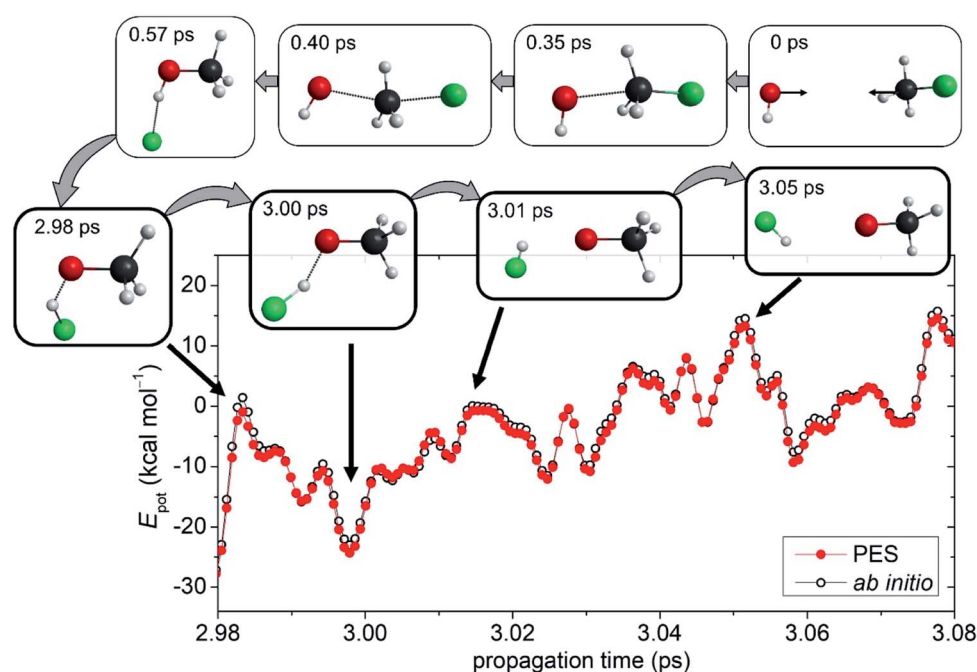 0.57 ps
0.40 ps
0.35 ps
0 ps
2.98 ps
3.00 ps
3.01 ps
3.05 ps
20
10
0
-10
-20
-30
E_pot (kcal mol⁻¹)
PES
ab initio
2.98
3.00
3.02
3.04
3.06
3.08
propagation time (ps)